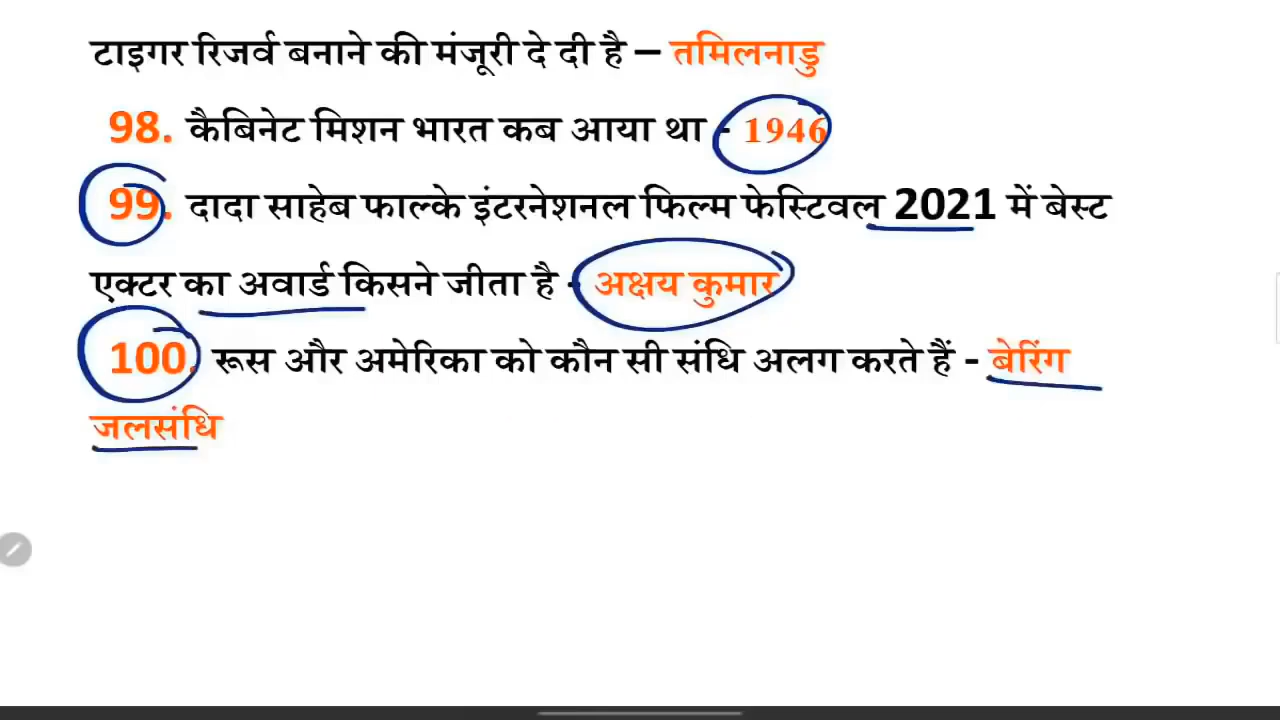 टाइगर रिजर्व बनाने की मंजूरी दे दी है – तमिलनाडु
98. कैबिनेट मिशन भारत कब आया था - 1946
99. दादा साहेब फाल्के इंटरनेशनल फिल्म फेस्टिवल 2021 में बेस्ट
एक्टर का अवार्ड किसने जीता है - अक्षय कुमार
100. रूस और अमेरिका को कौन सी संधि अलग करते हैं - बेरिंग
जलसंधि